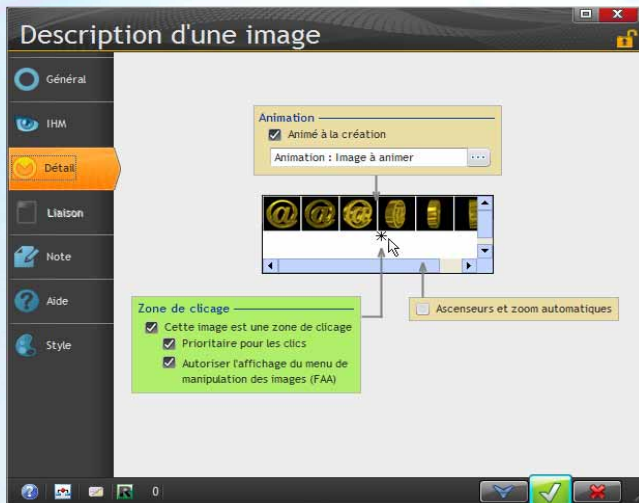 Description d'une image
Général
IHM
Détail
Liaison
Note
Aide
Style
Animation
Animé à la création
Animation : Image à animer
...
Zone de clicage
Cette image est une zone de clicage
Prioritaire pour les clics
Autoriser l'affichage du menu de
manipulation des images (FAA)
Ascenseurs et zoom automatiques
0